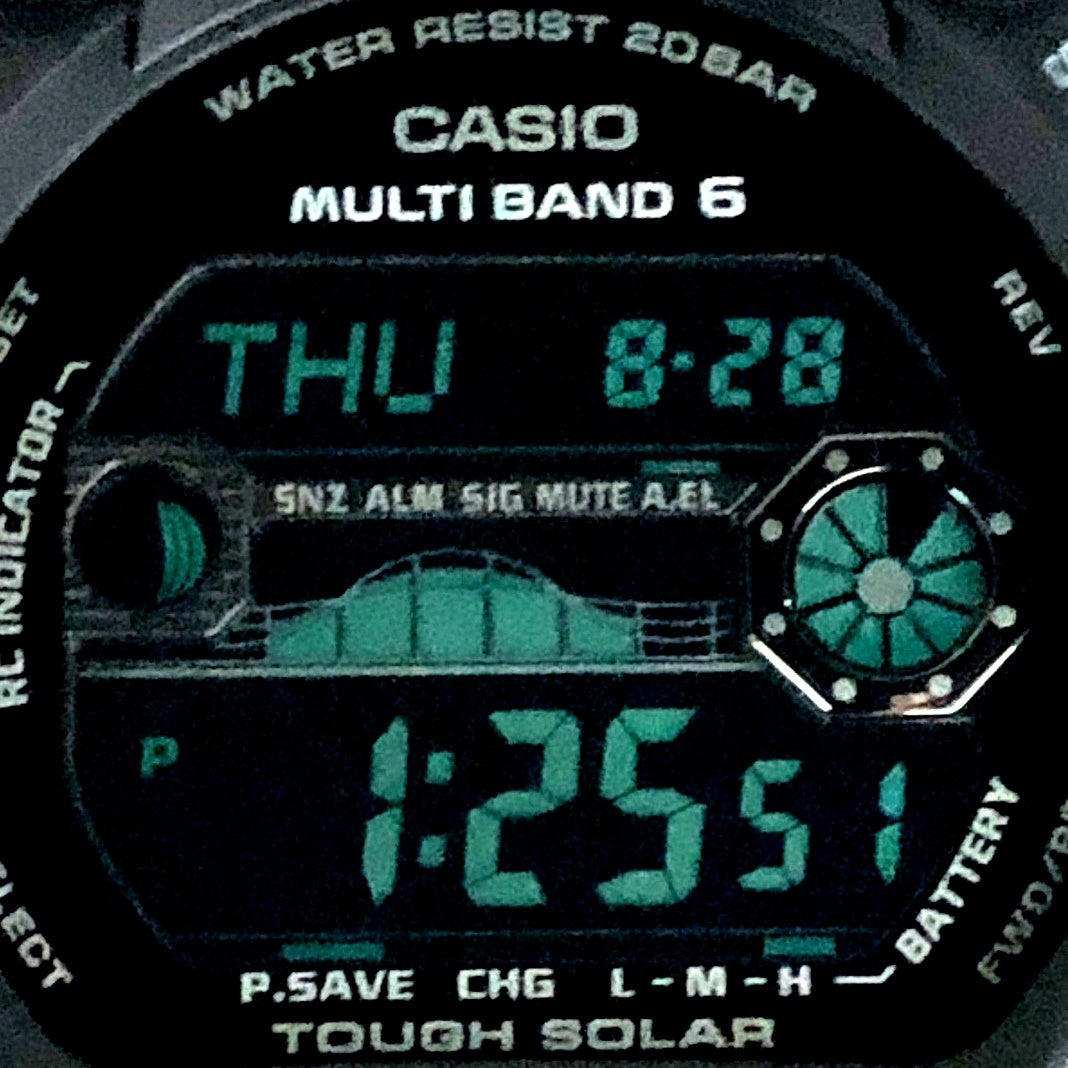 WATER RESIST 20BAR
CASIO
MULTI BAND 6
REV
RC INDICATOR
THU 8-28
SNZ ALM SIG MUTE A.EL
P 1:25 51
BATTERY
P.SAVE CHG L-M-H
TOUGH SOLAR